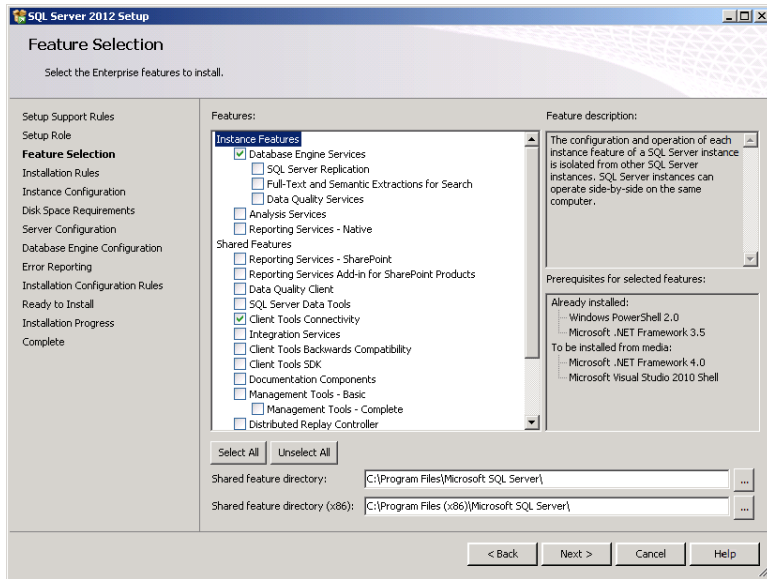 SQL Server 2012 Setup
Feature Selection
Select the Enterprise features to install.
Setup Support Rules
Setup Role
Feature Selection
Installation Rules
Instance Configuration
Disk Space Requirements
Server Configuration
Database Engine Configuration
Error Reporting
Installation Configuration Rules
Ready to Install
Installation Progress
Complete
Features:
Instance Features
Database Engine Services
SQL Server Replication
Full-Text and Semantic Extractions for Search
Data Quality Services
Analysis Services
Reporting Services - Native
Shared Features
Reporting Services - SharePoint
Reporting Services Add-in for SharePoint Products
Data Quality Client
SQL Server Data Tools
Client Tools Connectivity
Integration Services
Client Tools Backwards Compatibility
Client Tools SDK
Documentation Components
Management Tools - Basic
Management Tools - Complete
Distributed Replay Controller
Feature description:
The configuration and operation of each
instance feature of a SQL Server instance
is isolated from other SQL Server
instances. SQL Server instances can
operate side-by-side on the same
computer.
Prerequisites for selected features:
Already installed:
Windows PowerShell 2.0
Microsoft .NET Framework 3.5
To be installed from media:
Microsoft .NET Framework 4.0
Microsoft Visual Studio 2010 Shell
Select All
Unselect All
Shared feature directory:
C:\Program Files\Microsoft SQL Server\
...
Shared feature directory (x86):
C:\Program Files (x86)\Microsoft SQL Server\
...
< Back
Next >
Cancel
Help